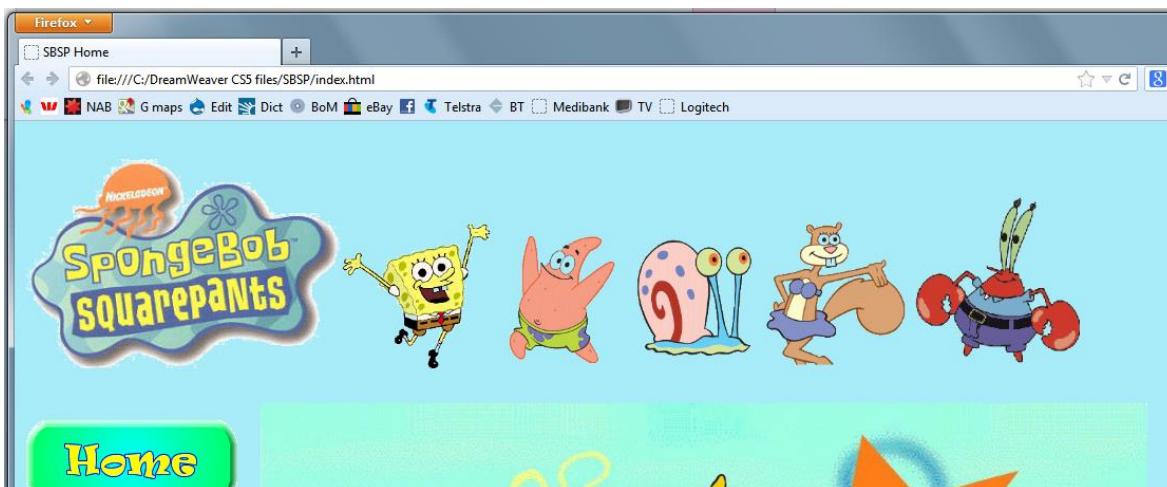 Firefox
SBSP Home
file:///C:/DreamWeaver CS5 files/SBSP/index.html
8
NAB G maps Edit Dict BoM eBay f Telstra BT Medibank TV Logitech
NICKELODEON
SpongeBob
squarepants
Home